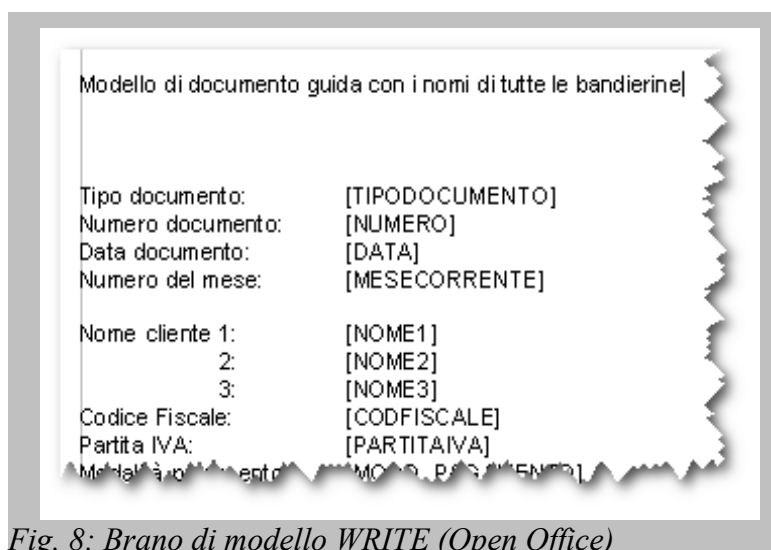 Modello di documento guida con i nomi di tutte le bandierine
Tipo documento: [TIPODOCUMENTO]
Numero documento: [NUMERO]
Data documento: [DATA]
Numero del mese: [MESECORRENTE]
Nome cliente 1: [NOME1]
2: [NOME2]
3: [NOME3]
Codice Fiscale: [CODFISCALE]
Partita IVA: [PARTITAIVA]
Fig. 8: Brano di modello WRITE (Open Office)